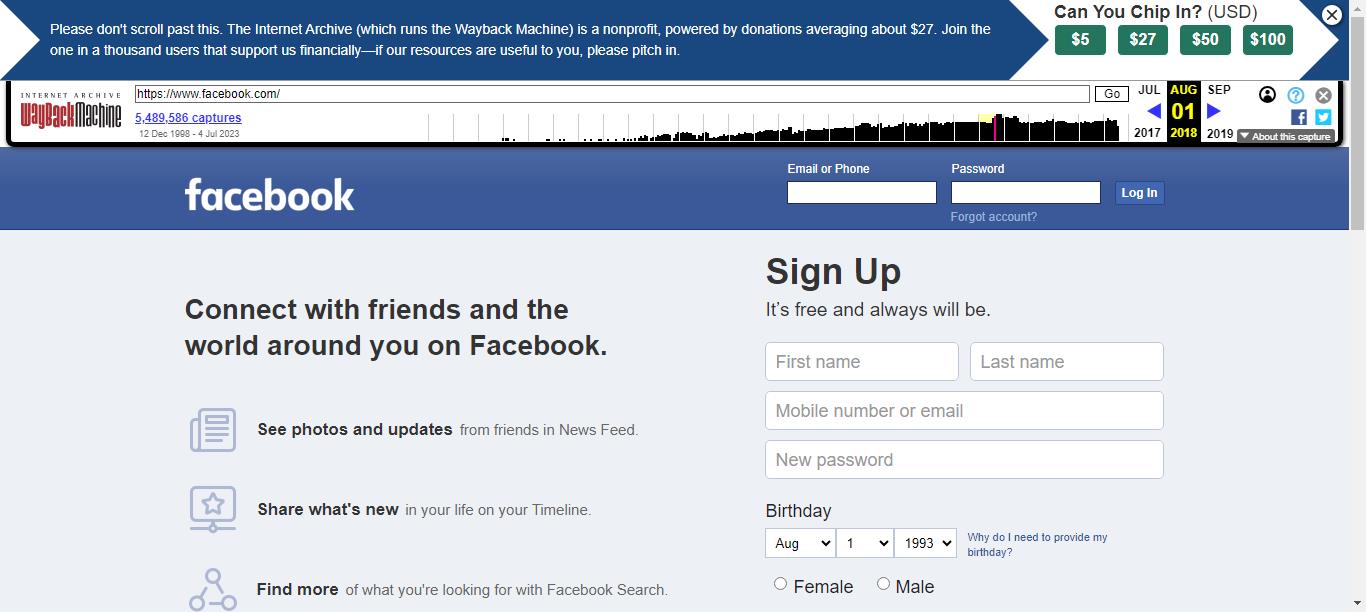 Please don't scroll past this. The Internet Archive (which runs the Wayback Machine) is a nonprofit, powered by donations averaging about $27. Join the
one in a thousand users that support us financially—if our resources are useful to you, please pitch in.
Can You Chip In? (USD)
$5 $27 $50 $100
INTERNET ARCHIVE
WayBackMachine
https://www.facebook.com/
Go
5,489,586 captures
12 Dec 1998 - 4 Jul 2023
JUL AUG SEP
01
2017 2018 2019
About this capture
facebook
Email or Phone
Password
Log In
Forgot account?
Connect with friends and the
world around you on Facebook.
See photos and updates from friends in News Feed.
Share what's new in your life on your Timeline.
Find more of what you're looking for with Facebook Search.
Sign Up
It’s free and always will be.
First name
Last name
Mobile number or email
New password
Birthday
Aug 1 1993
Why do I need to provide my
birthday?
Female Male